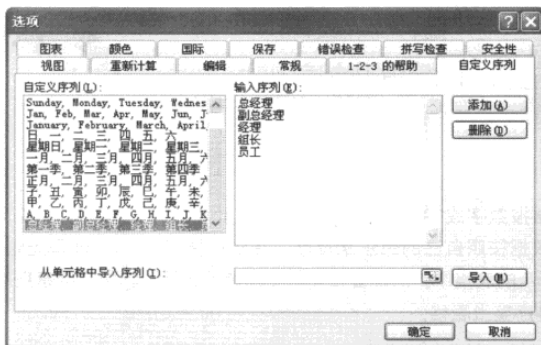 选项
图表 颜色 国际 保存 错误检查 拼写检查 安全性
视图 重新计算 编辑 常规 1-2-3 的帮助 自定义序列
自定义序列(L):
Sunday, Monday, Tuesday, Wednes
Jan, Feb, Mar, Apr, May, Jun, J
January, February, March, April
日, 一, 二, 三, 四, 五, 六
星期日, 星期一, 星期二, 星期三,
一月, 二月, 三月, 四月, 五月,
第一季, 第二季, 第三季, 第四季
正月, 二月, 三月, 四月, 五月,
子, 丑, 寅, 卯, 辰, 巳, 午, 未,
甲, 乙, 丙, 丁, 戊, 己, 庚, 辛,
A, B, C, D, E, F, G, H, I, J, K
总经理, 副总经理, 经理, 组长,
输入序列(E):
总经理
副总经理
经理
组长
员工
添加(A)
删除(D)
从单元格中导入序列(I):
导入(M)
确定 取消